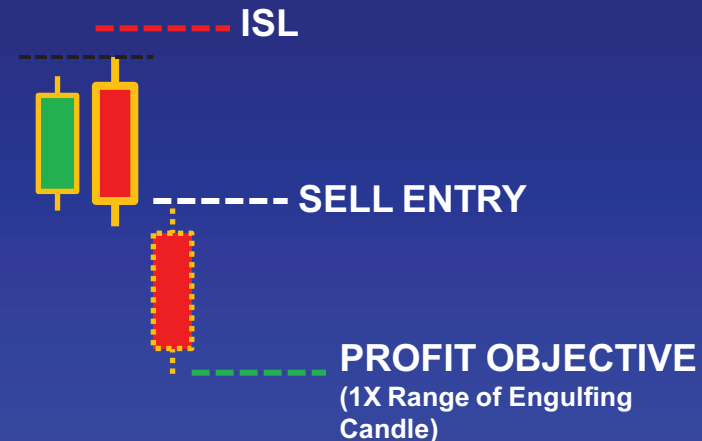 ISL
SELL ENTRY
PROFIT OBJECTIVE
(1X Range of Engulfing
Candle)